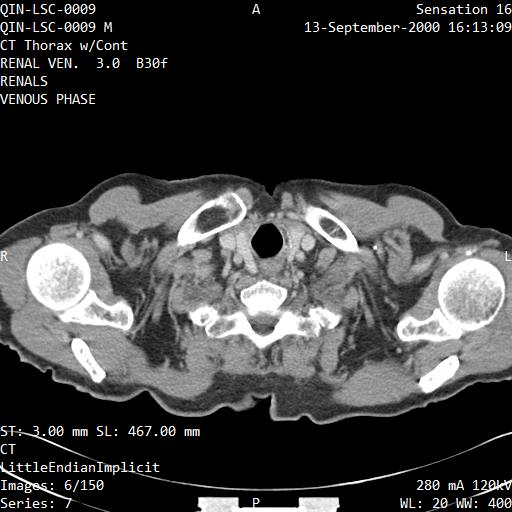 QIN-LSC-0009
A
Sensation 16
QIN-LSC-0009 M
13-September-2000 16:13:09
CT Thorax w/Cont
RENAL VEN. 3.0 B30f
RENALS
VENOUS PHASE
R
L
ST: 3.00 mm SL: 467.00 mm
CT
LittleEndianImplicit
Images: 6/150
280 mA 120kV
Series: 7
P
WL: 20 WW: 400